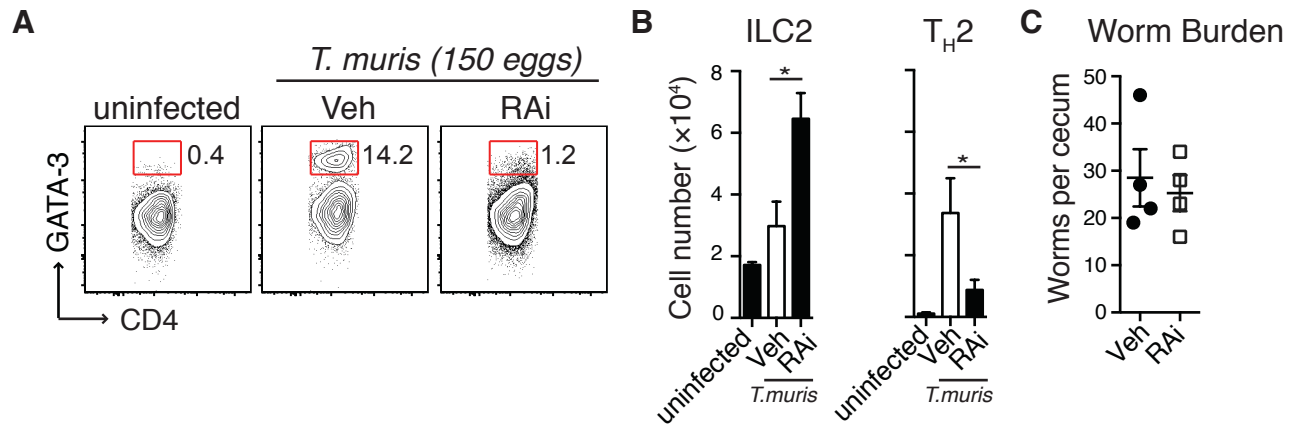 A
T. muris (150 eggs)
uninfected
Veh
RAi
0.4
14.2
1.2
GATA-3
CD4
B
ILC2
TH2
Cell number (×10⁴)
8
6
4
2
0
*
*
uninfected
Veh
RAi
T.muris
uninfected
Veh
RAi
T.muris
C
Worm Burden
Worms per cecum
50
40
30
20
10
0
Veh
RAi